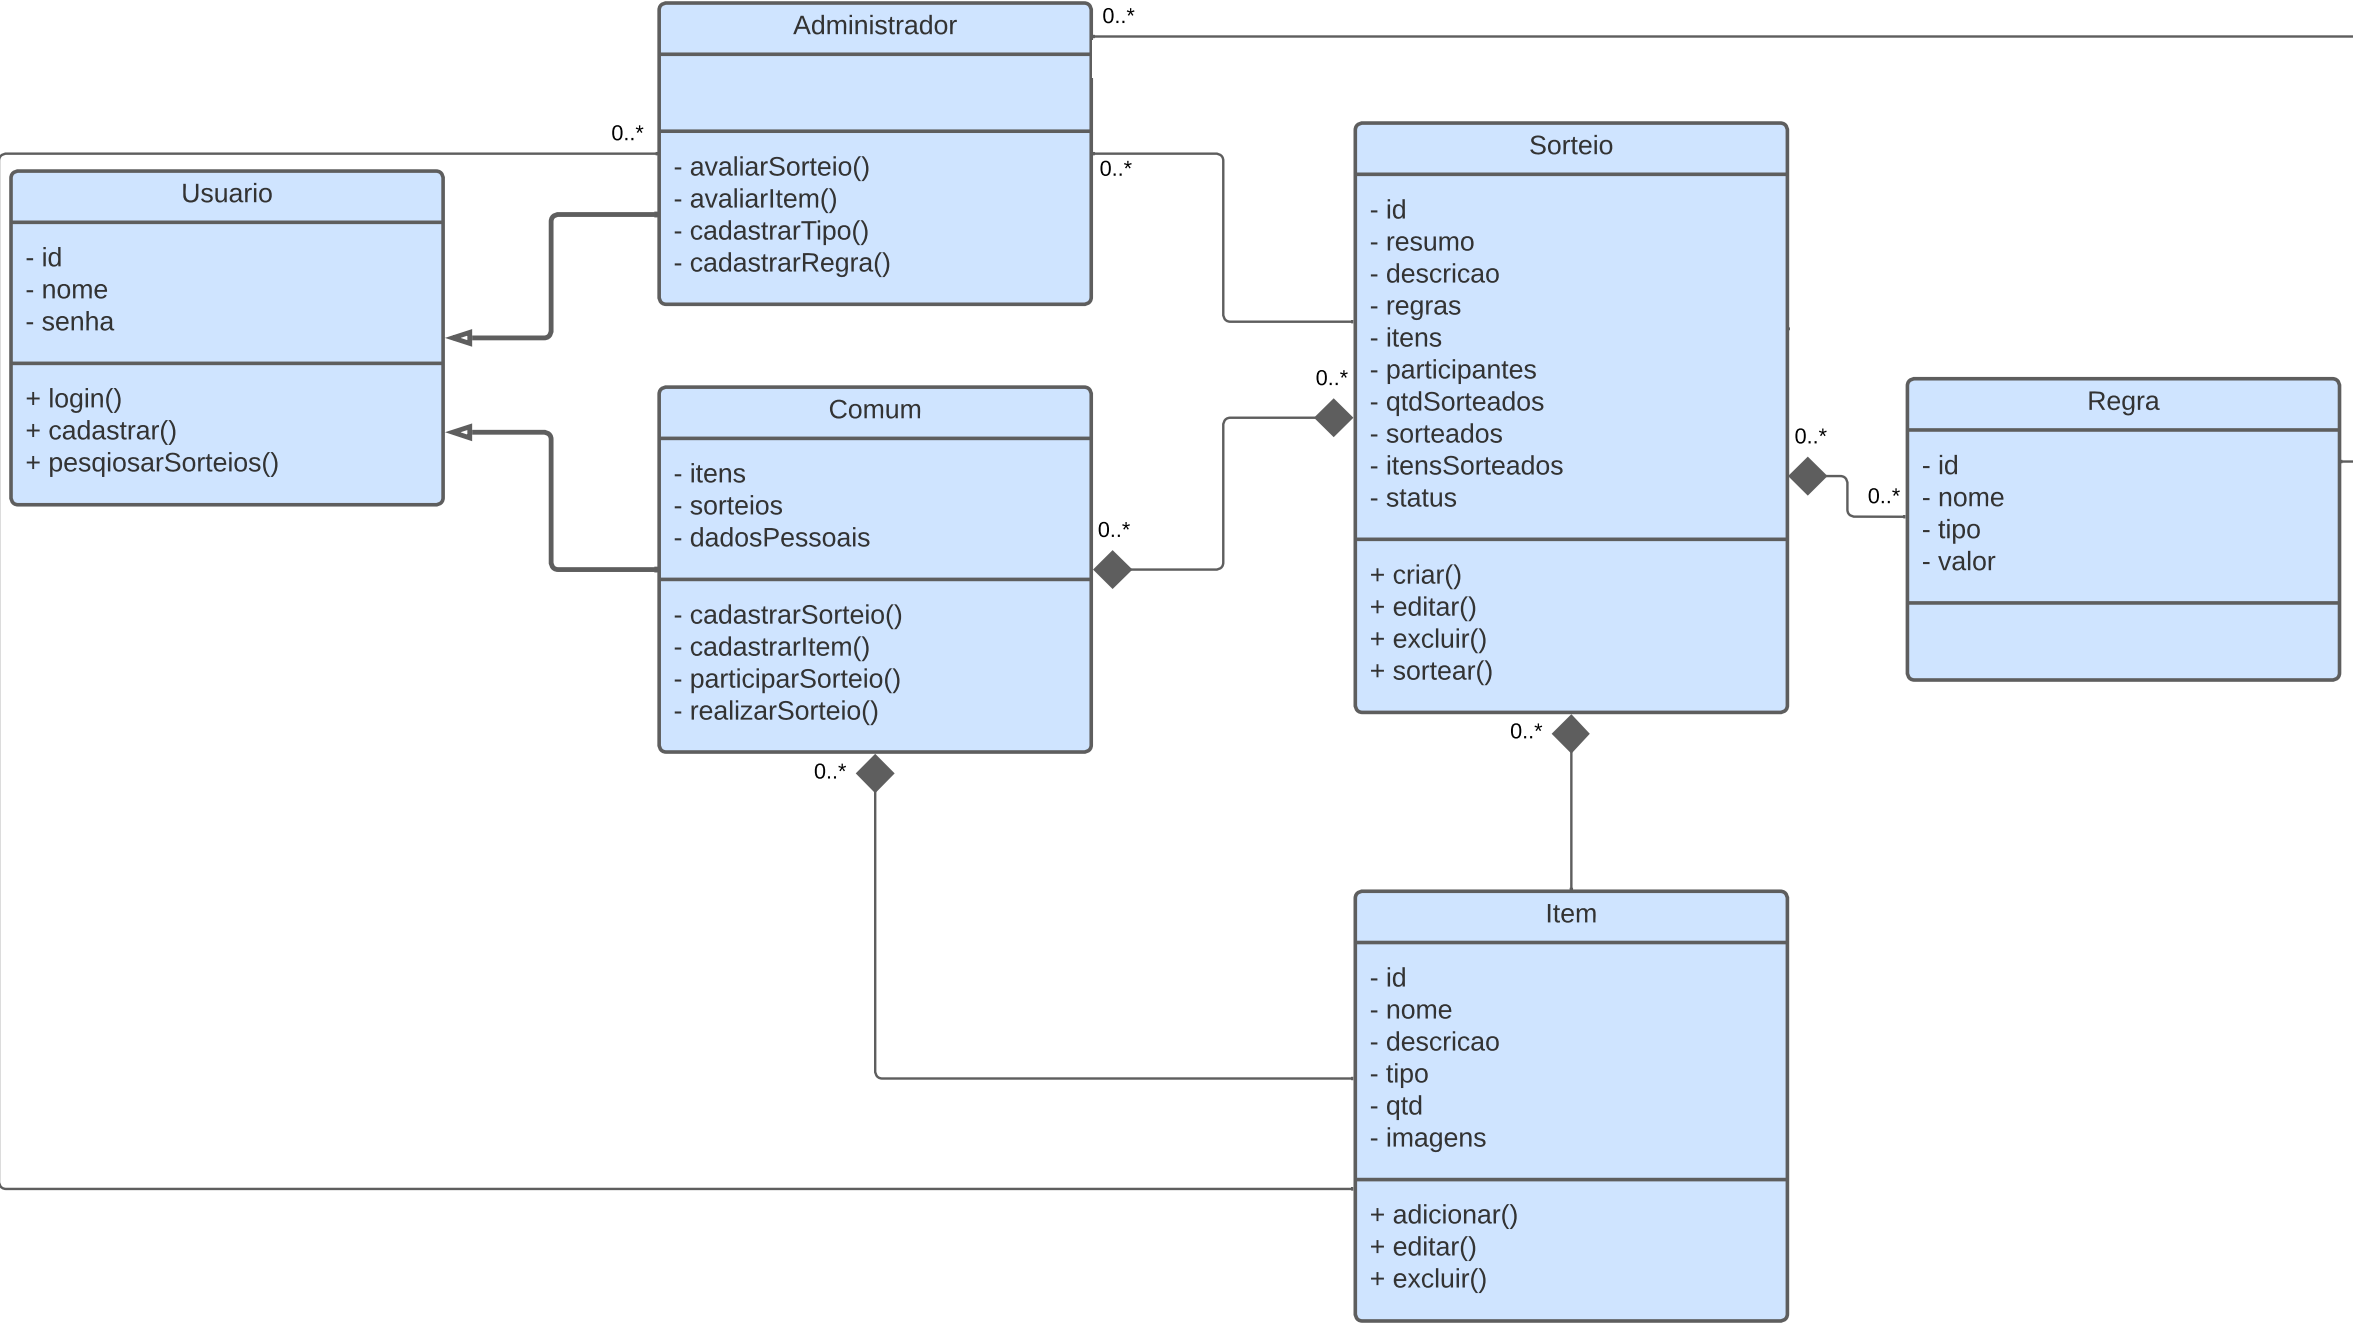 Administrador
- avaliarSorteio()
- avaliarItem()
- cadastrarTipo()
- cadastrarRegra()
0..*
0..*
0..*
Usuario
- id
- nome
- senha
+ login()
+ cadastrar()
+ pesqiosarSorteios()
Comum
- itens
- sorteios
- dadosPessoais
- cadastrarSorteio()
- cadastrarItem()
- participarSorteio()
- realizarSorteio()
0..*
0..*
Sorteio
- id
- resumo
- descricao
- regras
- itens
- participantes
- qtdSorteados
- sorteados
- itensSorteados
- status
+ criar()
+ editar()
+ excluir()
+ sortear()
0..*
0..*
0..*
0..*
Regra
- id
- nome
- tipo
- valor
Item
- id
- nome
- descricao
- tipo
- qtd
- imagens
+ adicionar()
+ editar()
+ excluir()